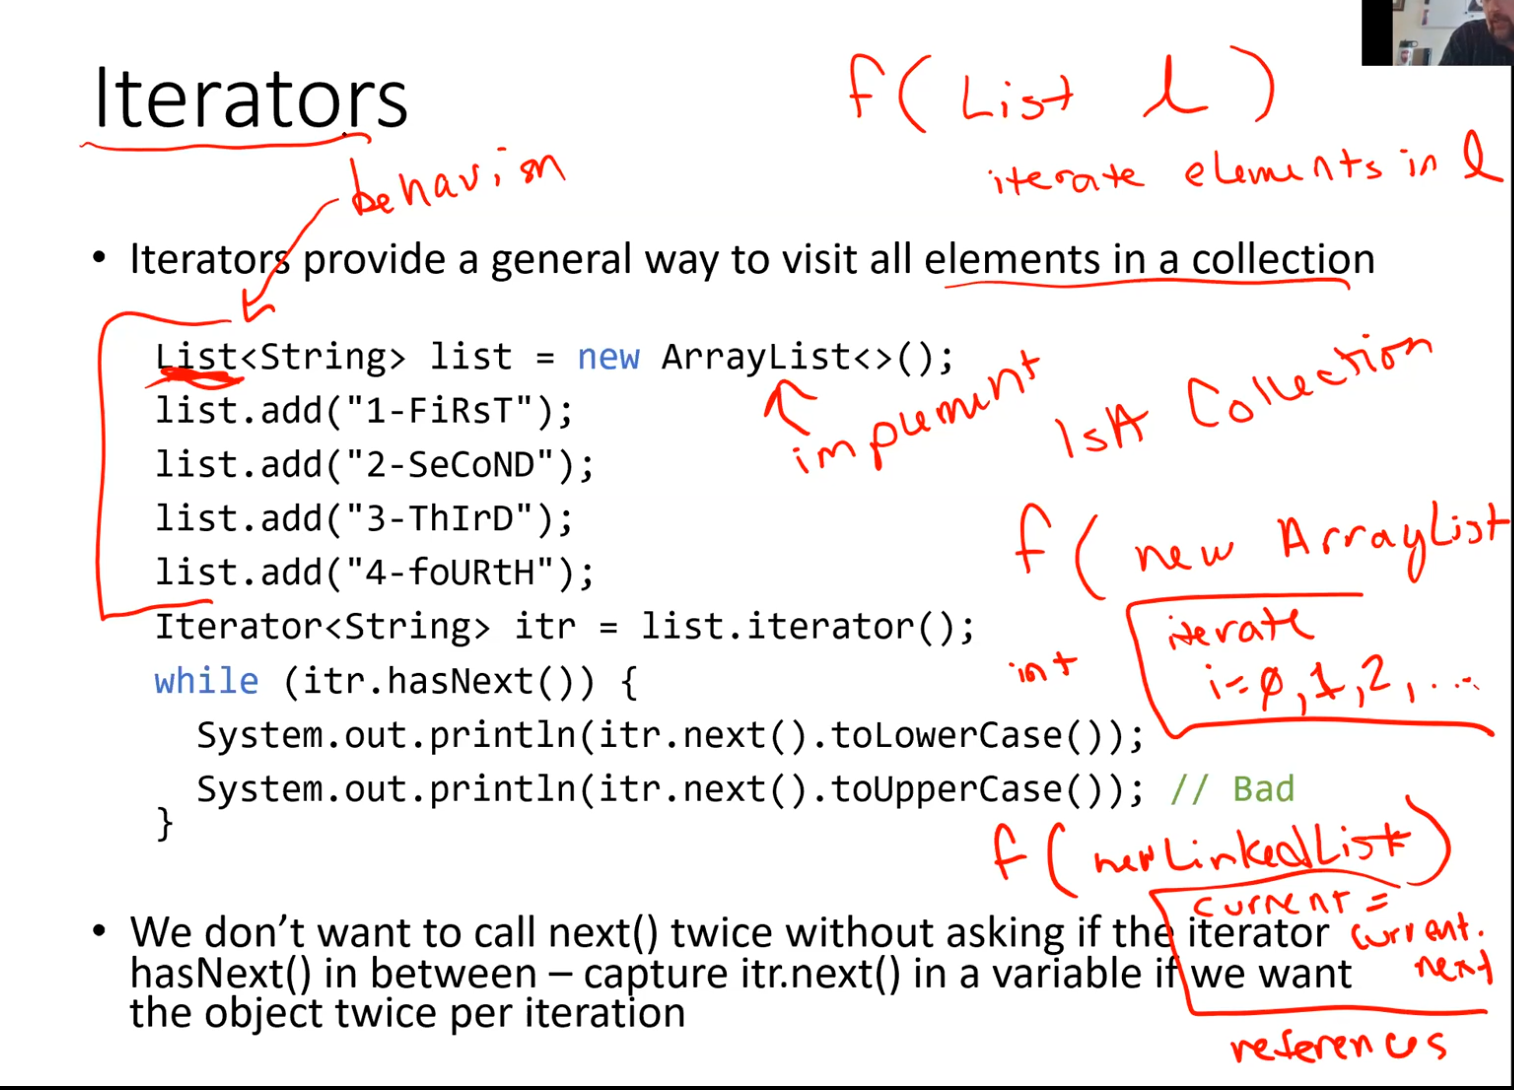 Iterators
f( List l )
iterate elements in l
behavior
• Iterators provide a general way to visit all elements in a collection
List<String> list = new ArrayList<>();
implement
IsA Collection
list.add("1-FiRsT");
list.add("2-SeCoND");
list.add("3-ThIrD");
list.add("4-foURtH");
f( new ArrayList
Iterator<String> itr = list.iterator();
iterate
int
i=0,1,2,...
while (itr.hasNext()) {
System.out.println(itr.next().toLowerCase());
System.out.println(itr.next().toUpperCase()); // Bad
}
f( new LinkedList )
current =
current.
next
• We don’t want to call next() twice without asking if the iterator
hasNext() in between – capture itr.next() in a variable if we want
the object twice per iteration
references